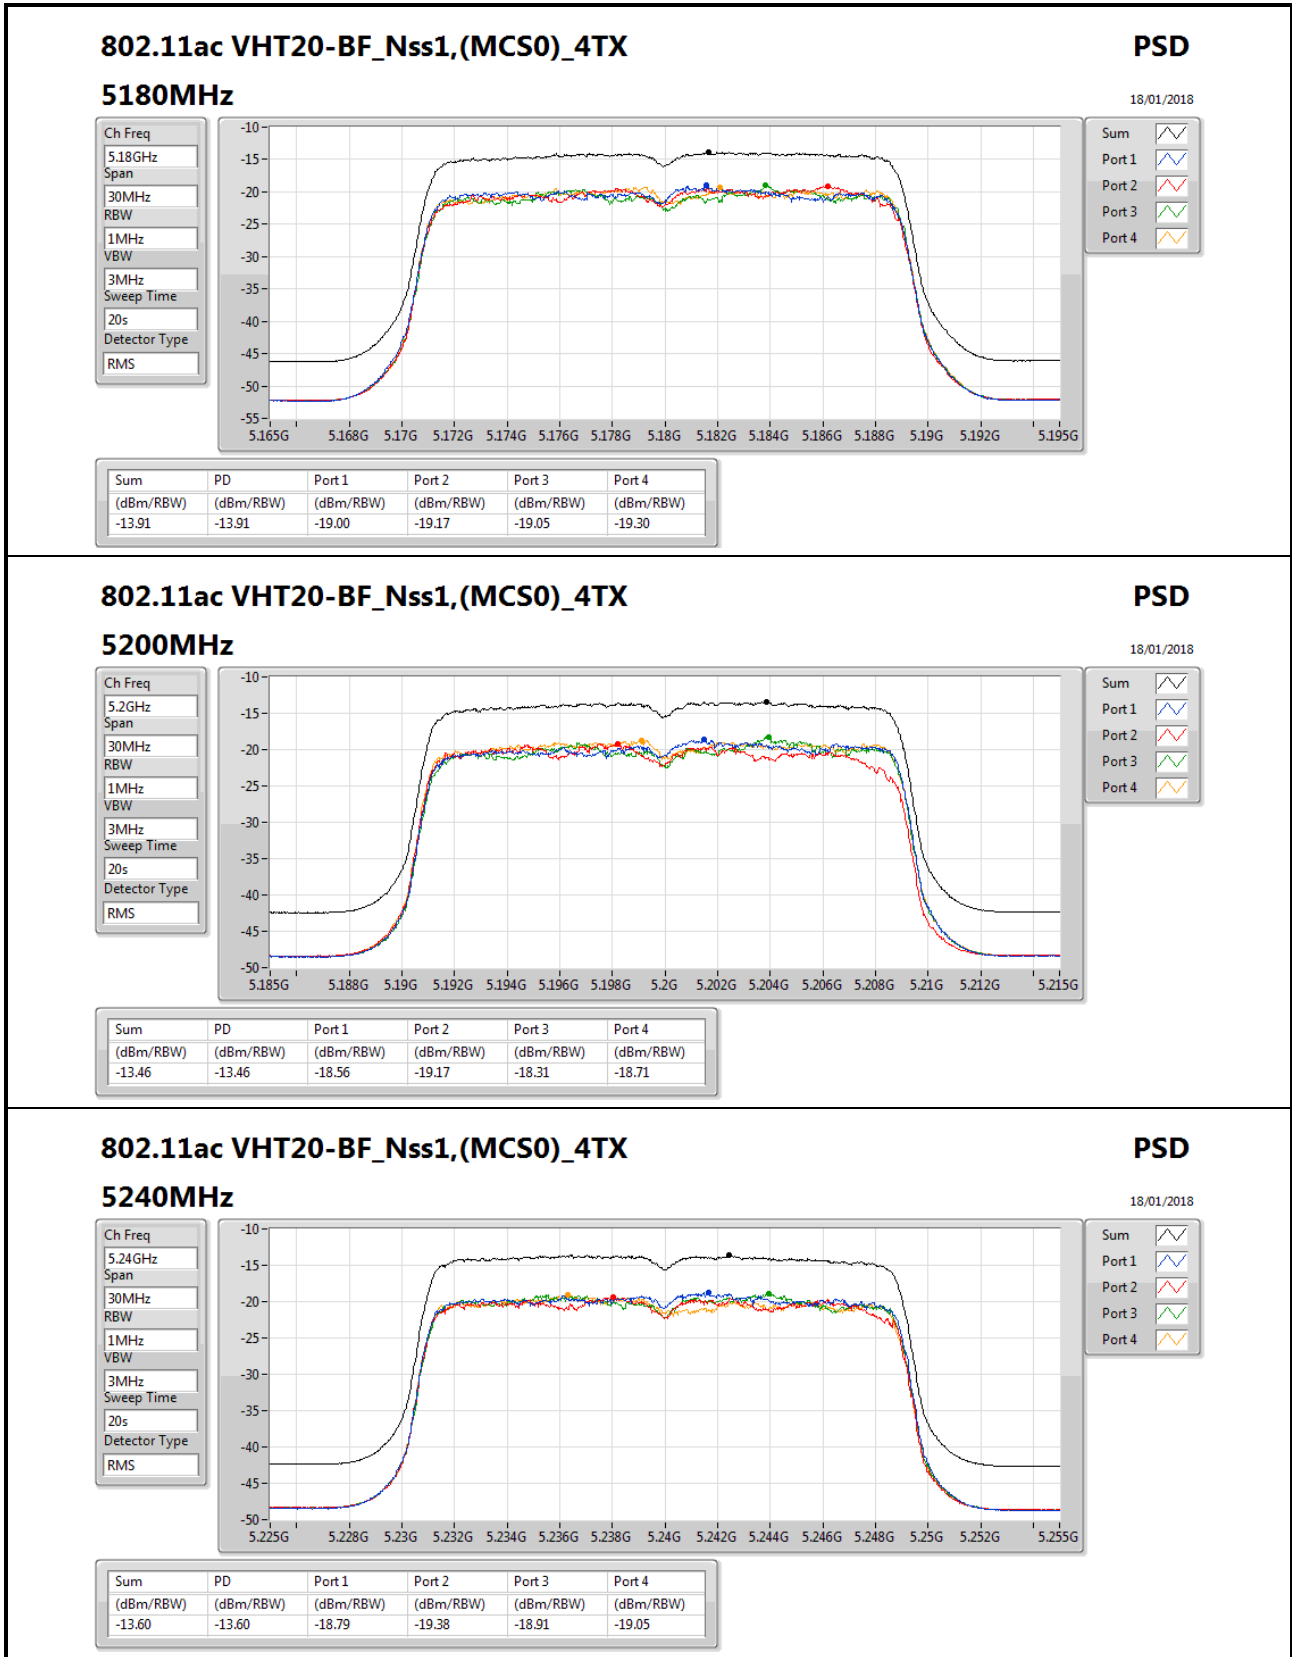 802.11ac VHT20-BF_Nss1,(MCS0)_4TX PSD
5180MHz 18/01/2018
Ch Freq
5.18GHz
Span
30MHz
RBW
1MHz
VBW
3MHz
Sweep Time
20s
Detector Type
RMS
-10
-15
-20
-25
-30
-35
-40
-45
-50
-55
5.165G 5.168G 5.17G 5.172G 5.174G 5.176G 5.178G 5.18G 5.182G 5.184G 5.186G 5.188G 5.19G 5.192G 5.195G
Sum
Port 1
Port 2
Port 3
Port 4
Sum PD Port 1 Port 2 Port 3 Port 4
(dBm/RBW) (dBm/RBW) (dBm/RBW) (dBm/RBW) (dBm/RBW) (dBm/RBW)
-13.91 -13.91 -19.00 -19.17 -19.05 -19.30
802.11ac VHT20-BF_Nss1,(MCS0)_4TX PSD
5200MHz 18/01/2018
Ch Freq
5.2GHz
Span
30MHz
RBW
1MHz
VBW
3MHz
Sweep Time
20s
Detector Type
RMS
-10
-15
-20
-25
-30
-35
-40
-45
-50
5.185G 5.188G 5.19G 5.192G 5.194G 5.196G 5.198G 5.2G 5.202G 5.204G 5.206G 5.208G 5.21G 5.212G 5.215G
Sum
Port 1
Port 2
Port 3
Port 4
Sum PD Port 1 Port 2 Port 3 Port 4
(dBm/RBW) (dBm/RBW) (dBm/RBW) (dBm/RBW) (dBm/RBW) (dBm/RBW)
-13.46 -13.46 -18.56 -19.17 -18.31 -18.71
802.11ac VHT20-BF_Nss1,(MCS0)_4TX PSD
5240MHz 18/01/2018
Ch Freq
5.24GHz
Span
30MHz
RBW
1MHz
VBW
3MHz
Sweep Time
20s
Detector Type
RMS
-10
-15
-20
-25
-30
-35
-40
-45
-50
5.225G 5.228G 5.23G 5.232G 5.234G 5.236G 5.238G 5.24G 5.242G 5.244G 5.246G 5.248G 5.25G 5.252G 5.255G
Sum
Port 1
Port 2
Port 3
Port 4
Sum PD Port 1 Port 2 Port 3 Port 4
(dBm/RBW) (dBm/RBW) (dBm/RBW) (dBm/RBW) (dBm/RBW) (dBm/RBW)
-13.60 -13.60 -18.79 -19.38 -18.91 -19.05